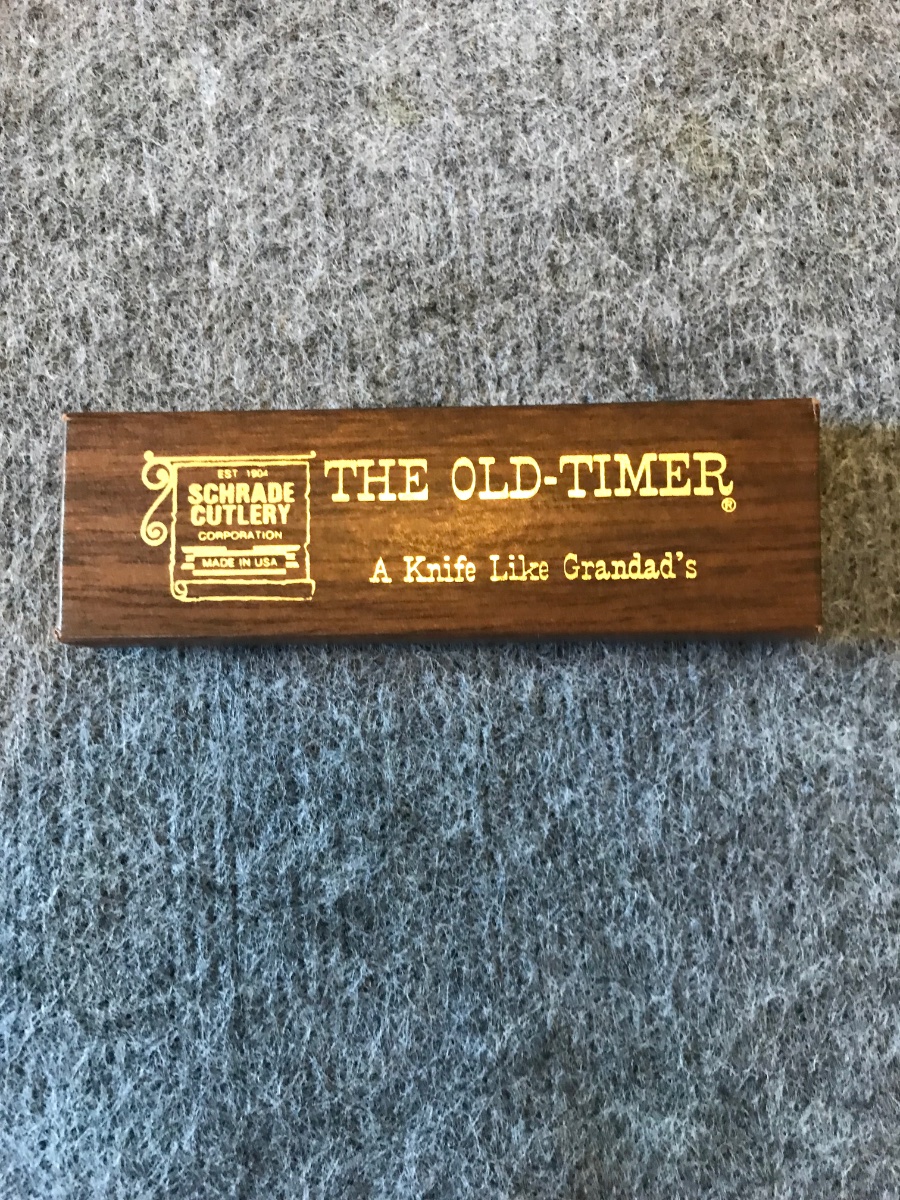 EST 1904
SCHRADE
CUTLERY
CORPORATION
MADE IN USA
THE OLD-TIMER®
A Knife Like Grandad's